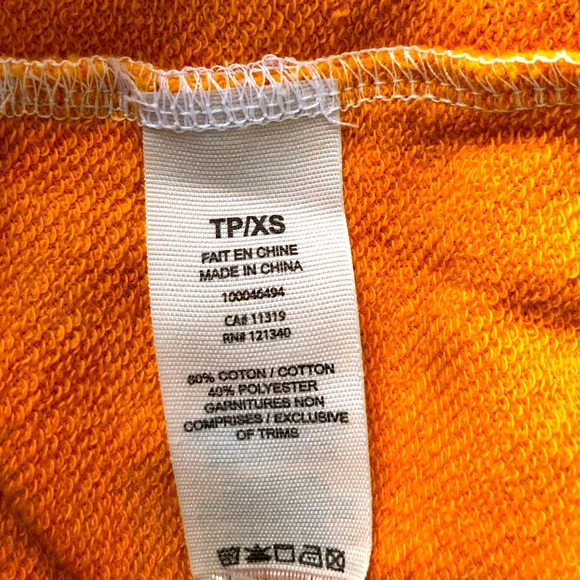 TP/XS
FAIT EN CHINE
MADE IN CHINA
100046494
CA# 11319
RN# 121340
60% COTON / COTTON
40% POLYESTER
GARNITURES NON
COMPRISES / EXCLUSIVE
OF TRIMS